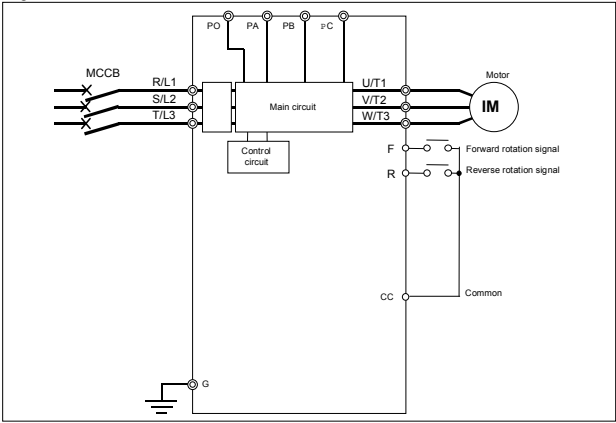 PO PA PB PC
MCCB
R/L1
S/L2
T/L3
Main circuit
Control
circuit
U/T1
V/T2
W/T3
Motor
IM
F
Forward rotation signal
R
Reverse rotation signal
CC
Common
G